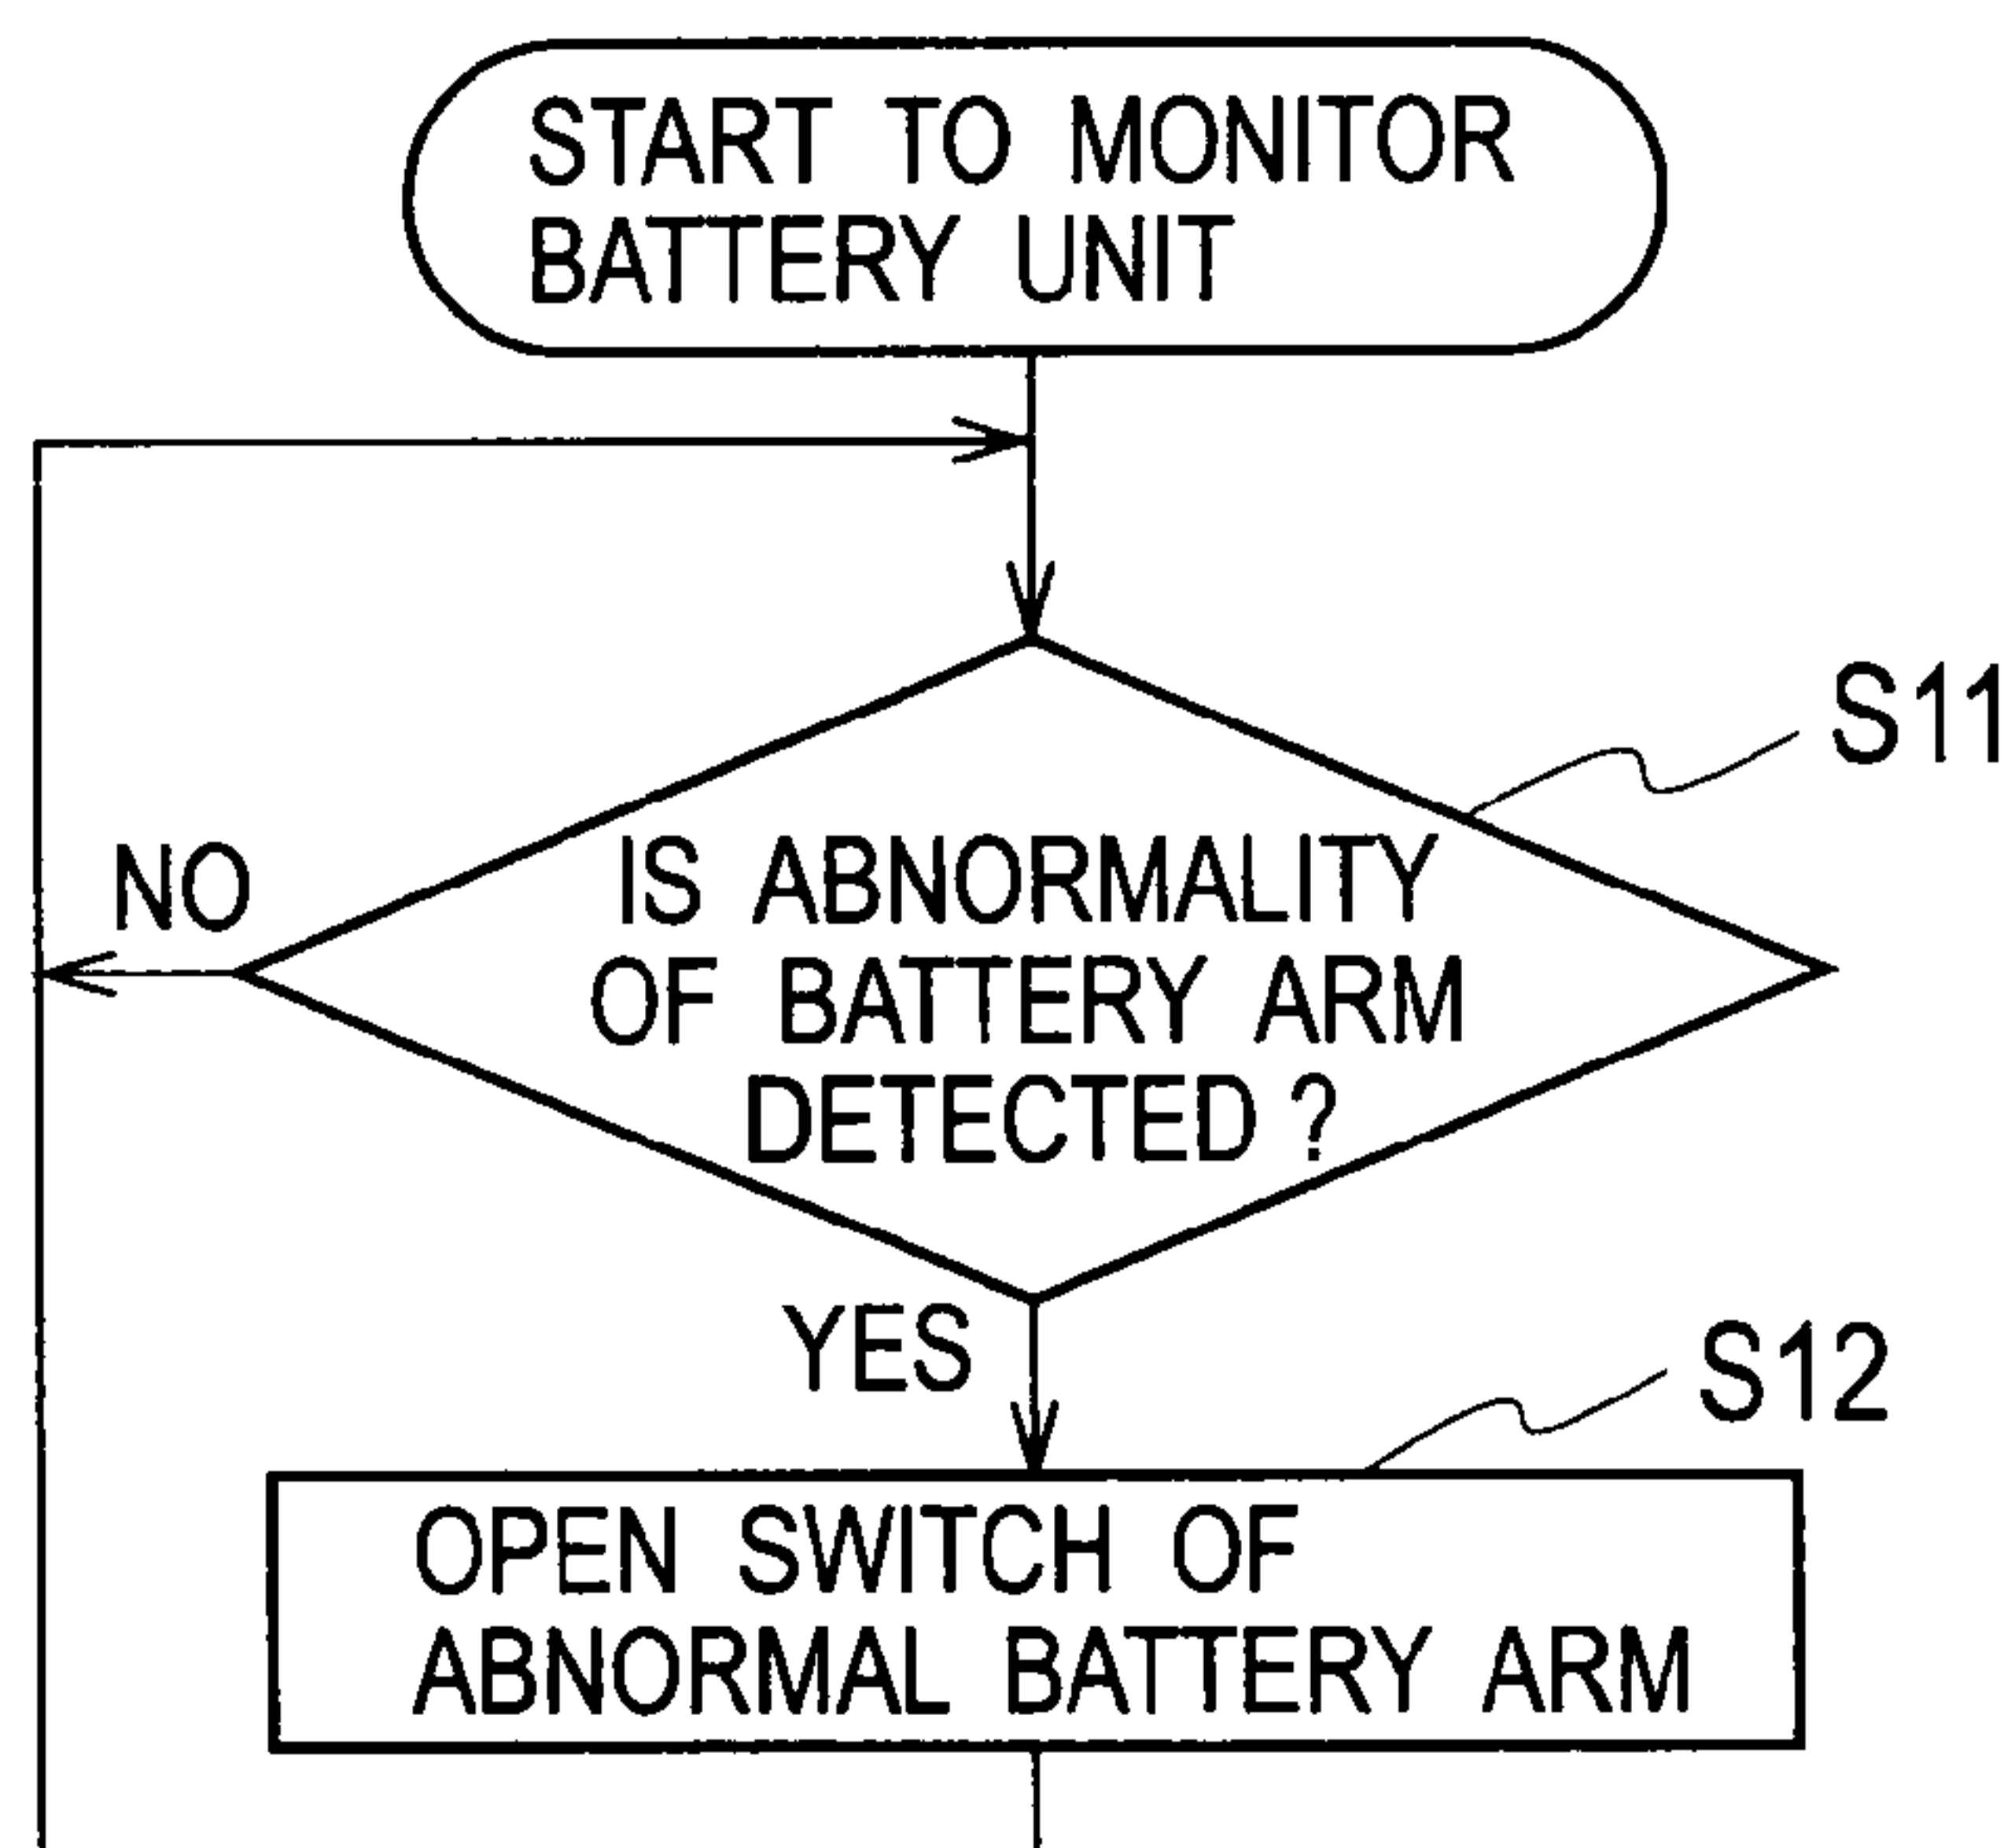 START TO MONITOR
BATTERY UNIT
S11
NO
IS ABNORMALITY
OF BATTERY ARM
DETECTED ?
YES
S12
OPEN SWITCH OF
ABNORMAL BATTERY ARM